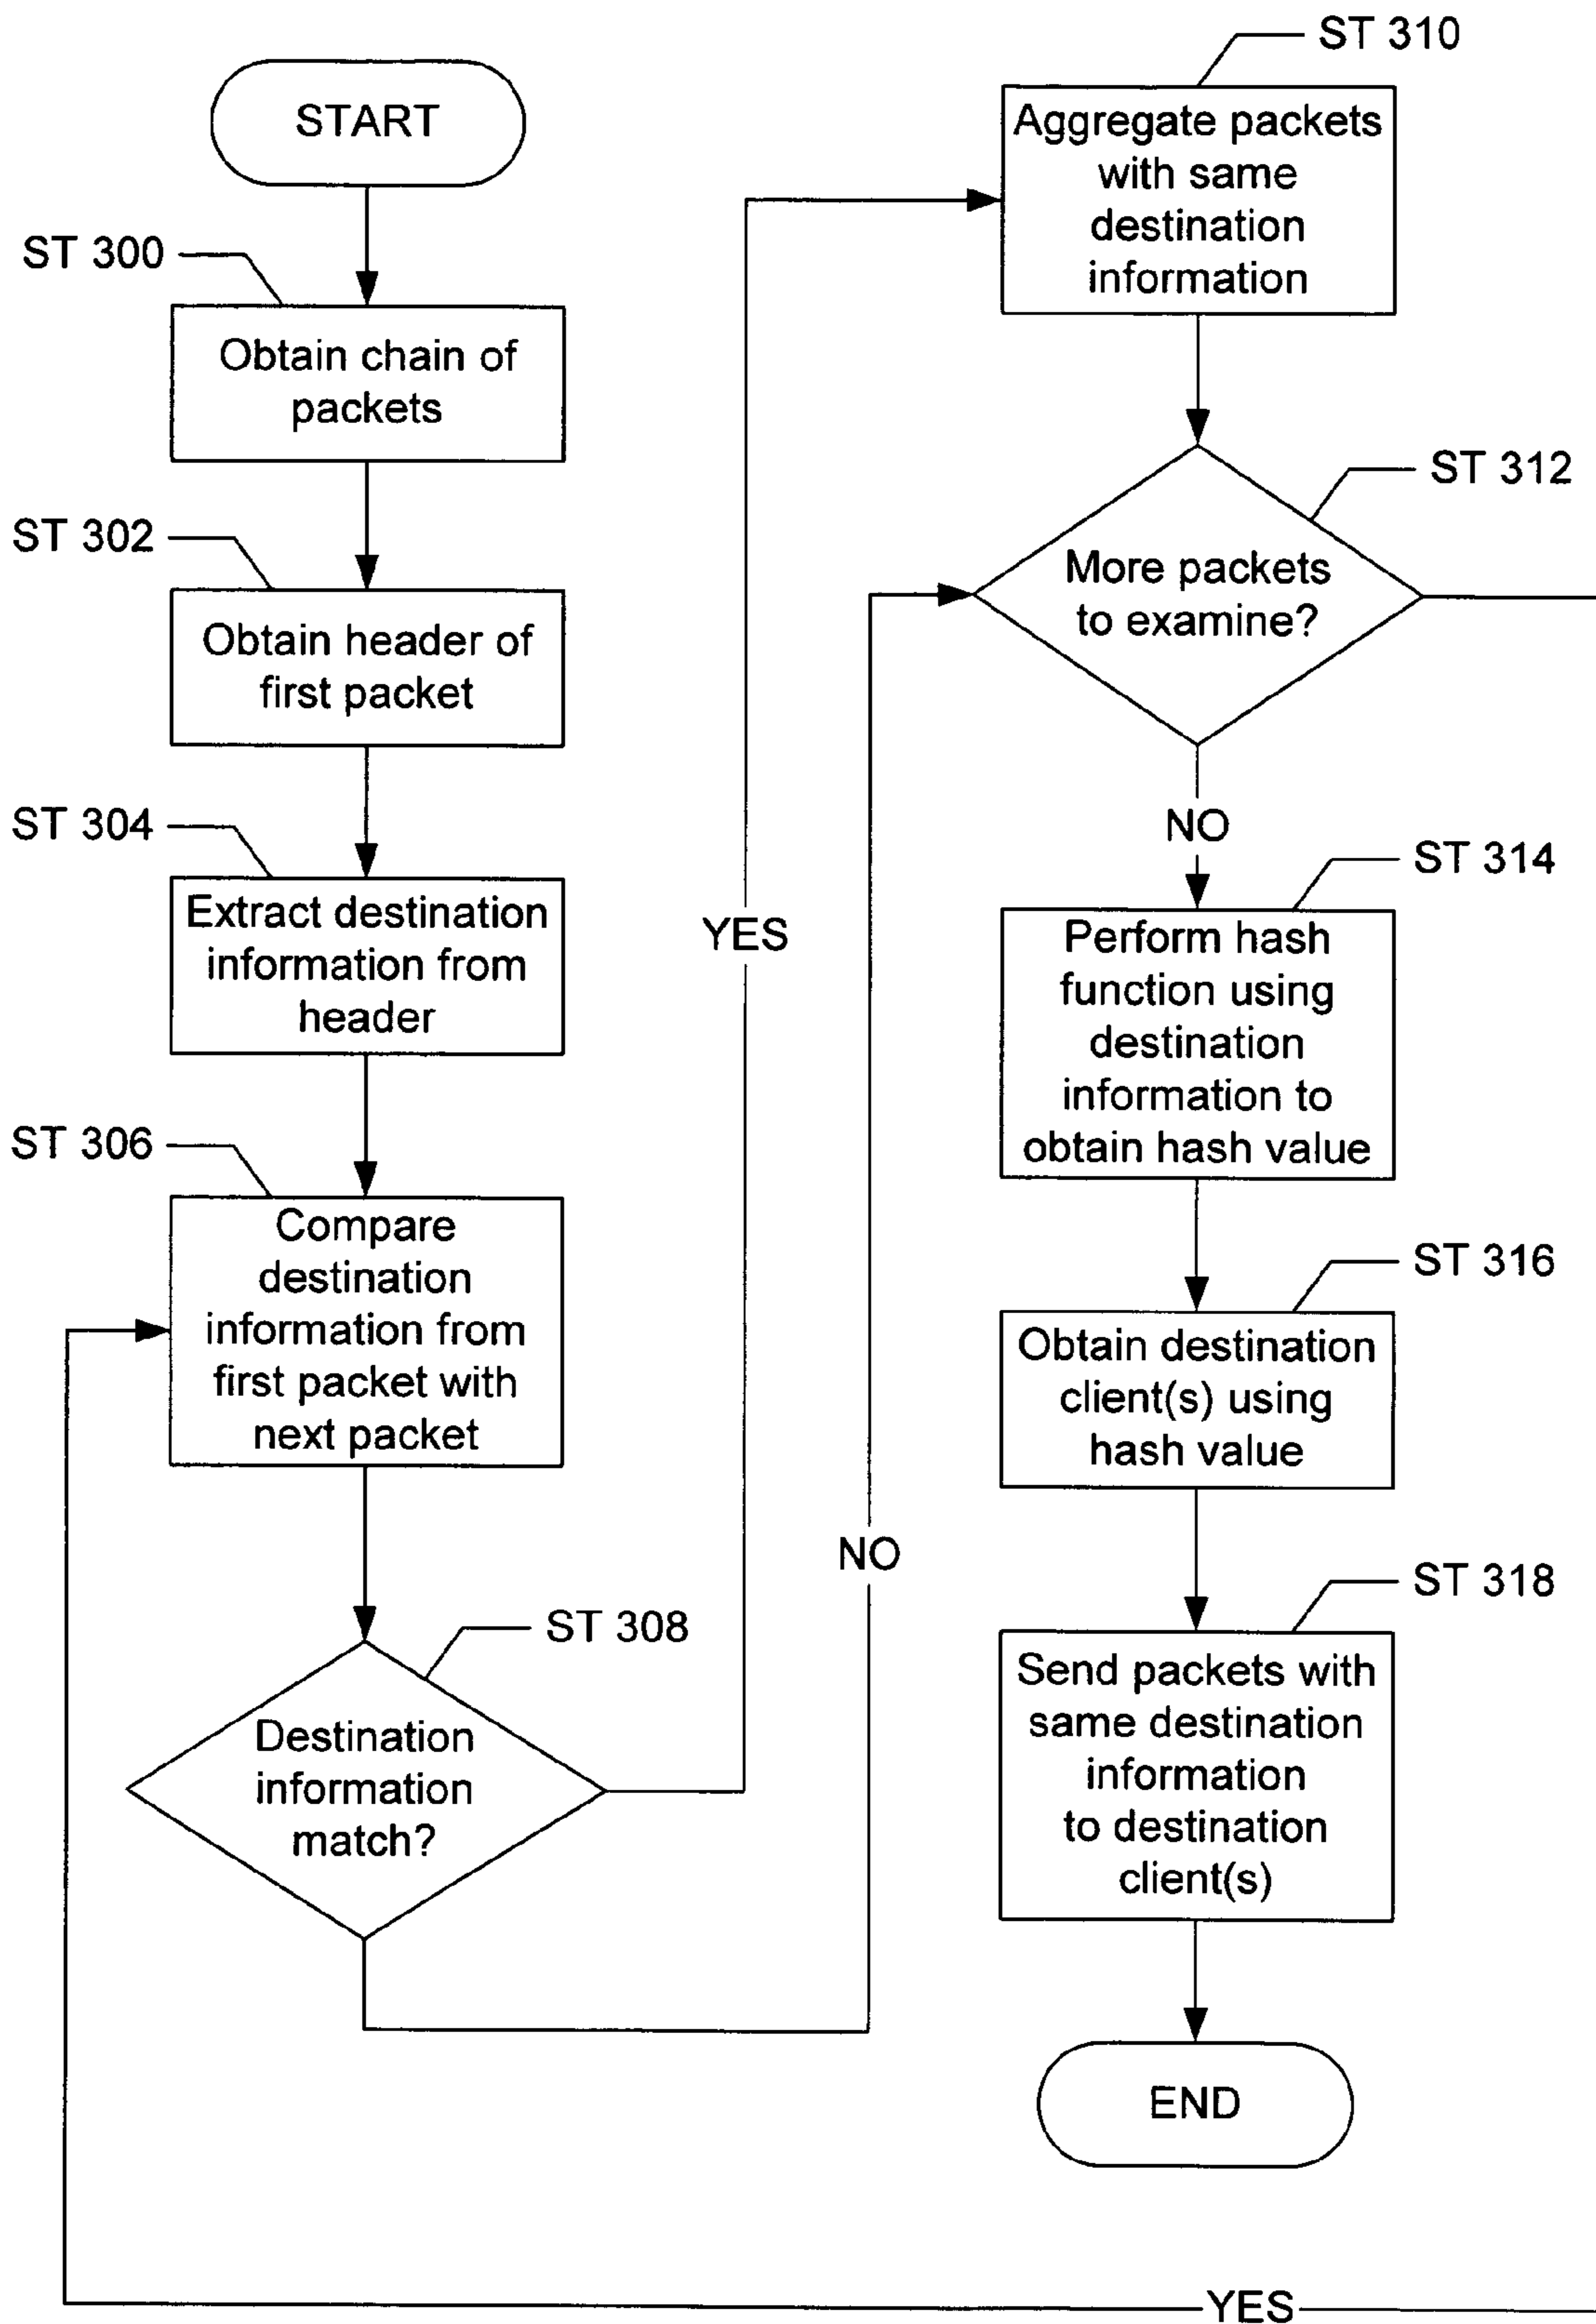 START
ST 300
Obtain chain of
packets
ST 302
Obtain header of
first packet
ST 304
Extract destination
information from
header
ST 306
Compare
destination
information from
first packet with
next packet
ST 308
Destination
information
match?
YES
NO
ST 310
Aggregate packets
with same
destination
information
ST 312
More packets
to examine?
NO
ST 314
Perform hash
function using
destination
information to
obtain hash value
ST 316
Obtain destination
client(s) using
hash value
ST 318
Send packets with
same destination
information
to destination
client(s)
END
YES